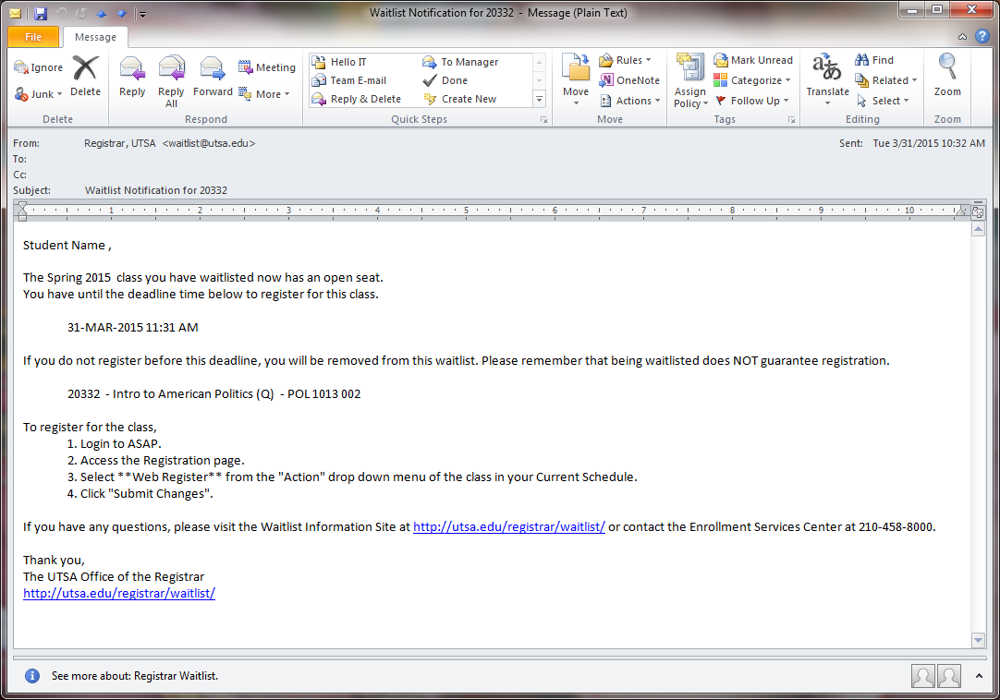 Waitlist Notification for 20332 - Message (Plain Text)
File Message
Ignore Junk Delete
Delete
Reply Reply All Forward Meeting More
Respond
Hello IT To Manager
Team E-mail Done
Reply & Delete Create New
Quick Steps
Move Rules OneNote Actions
Move
Assign Policy Mark Unread Categorize Follow Up
Tags
Translate Find Related Select
Editing
Zoom
Zoom
From: Registrar, UTSA <waitlist@utsa.edu> Sent: Tue 3/31/2015 10:32 AM
To:
Cc:
Subject: Waitlist Notification for 20332
1 2 3 4 5 6 7 8 9 10
Student Name ,
The Spring 2015 class you have waitlisted now has an open seat.
You have until the deadline time below to register for this class.
31-MAR-2015 11:31 AM
If you do not register before this deadline, you will be removed from this waitlist. Please remember that being waitlisted does NOT guarantee registration.
20332 - Intro to American Politics (Q) - POL 1013 002
To register for the class,
1. Login to ASAP.
2. Access the Registration page.
3. Select **Web Register** from the "Action" drop down menu of the class in your Current Schedule.
4. Click "Submit Changes".
If you have any questions, please visit the Waitlist Information Site at http://utsa.edu/registrar/waitlist/ or contact the Enrollment Services Center at 210-458-8000.
Thank you,
The UTSA Office of the Registrar
http://utsa.edu/registrar/waitlist/
See more about: Registrar Waitlist.